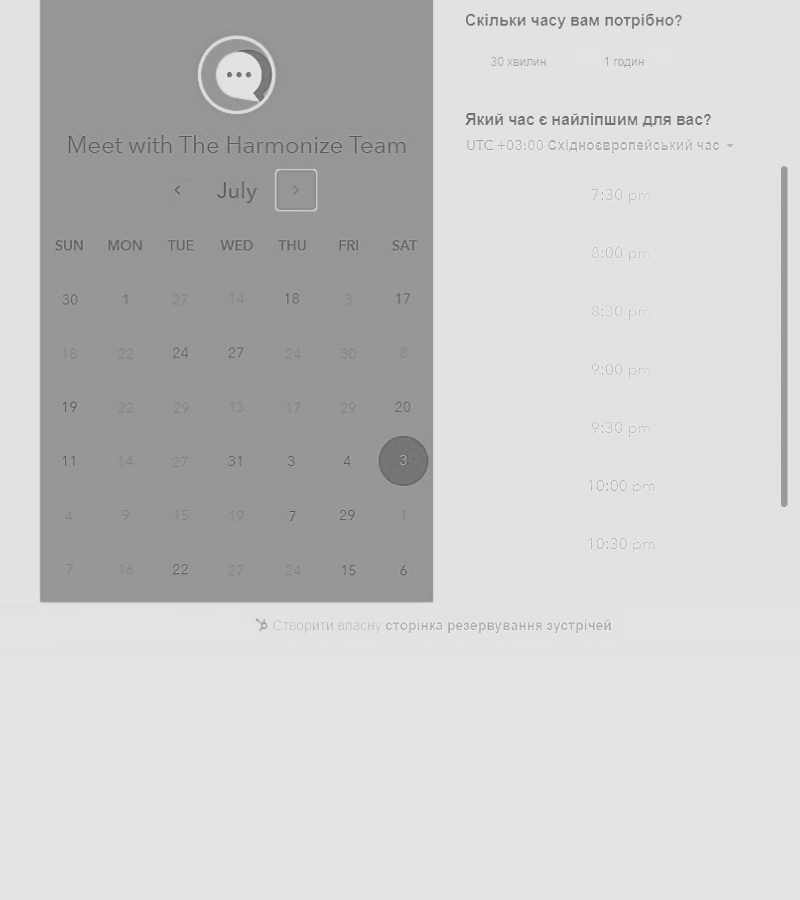 Meet with The Harmonize Team
July
SUN MON TUE WED THU FRI SAT
30 1 27 14 18 3 17
18 22 24 27 24 30 8
19 22 29 13 17 29 20
11 14 27 31 3 4 3
4 9 15 19 7 29 1
7 16 22 27 24 15 6
Скільки часу вам потрібно?
30 хвилин 1 годин
Який час є найліпшим для вас?
UTC +03:00 Східноєвропейський час
7:30 pm
8:00 pm
8:30 pm
9:00 pm
9:30 pm
10:00 pm
10:30 pm
Створити власну сторінка резервування зустрічей